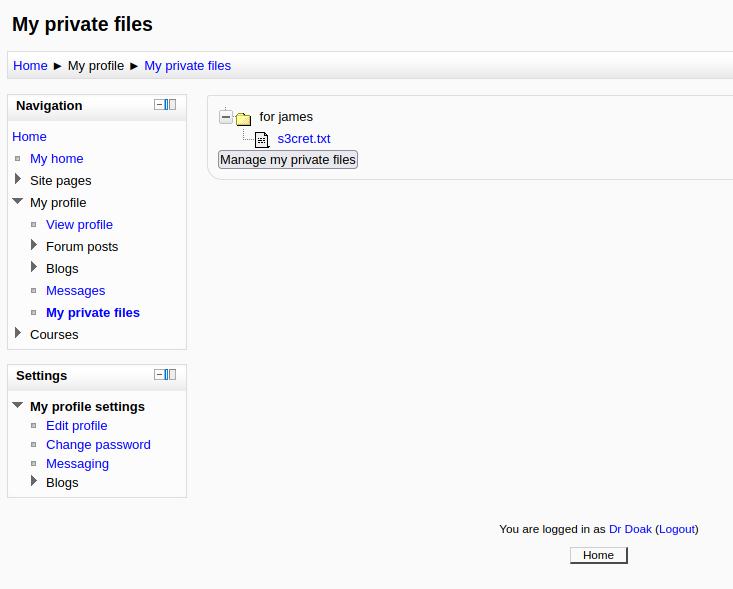 My private files
Home ► My profile ► My private files
Navigation
Home
My home
Site pages
My profile
View profile
Forum posts
Blogs
Messages
My private files
Courses
Settings
My profile settings
Edit profile
Change password
Messaging
Blogs
for james
s3cret.txt
Manage my private files
You are logged in as Dr Doak (Logout)
Home